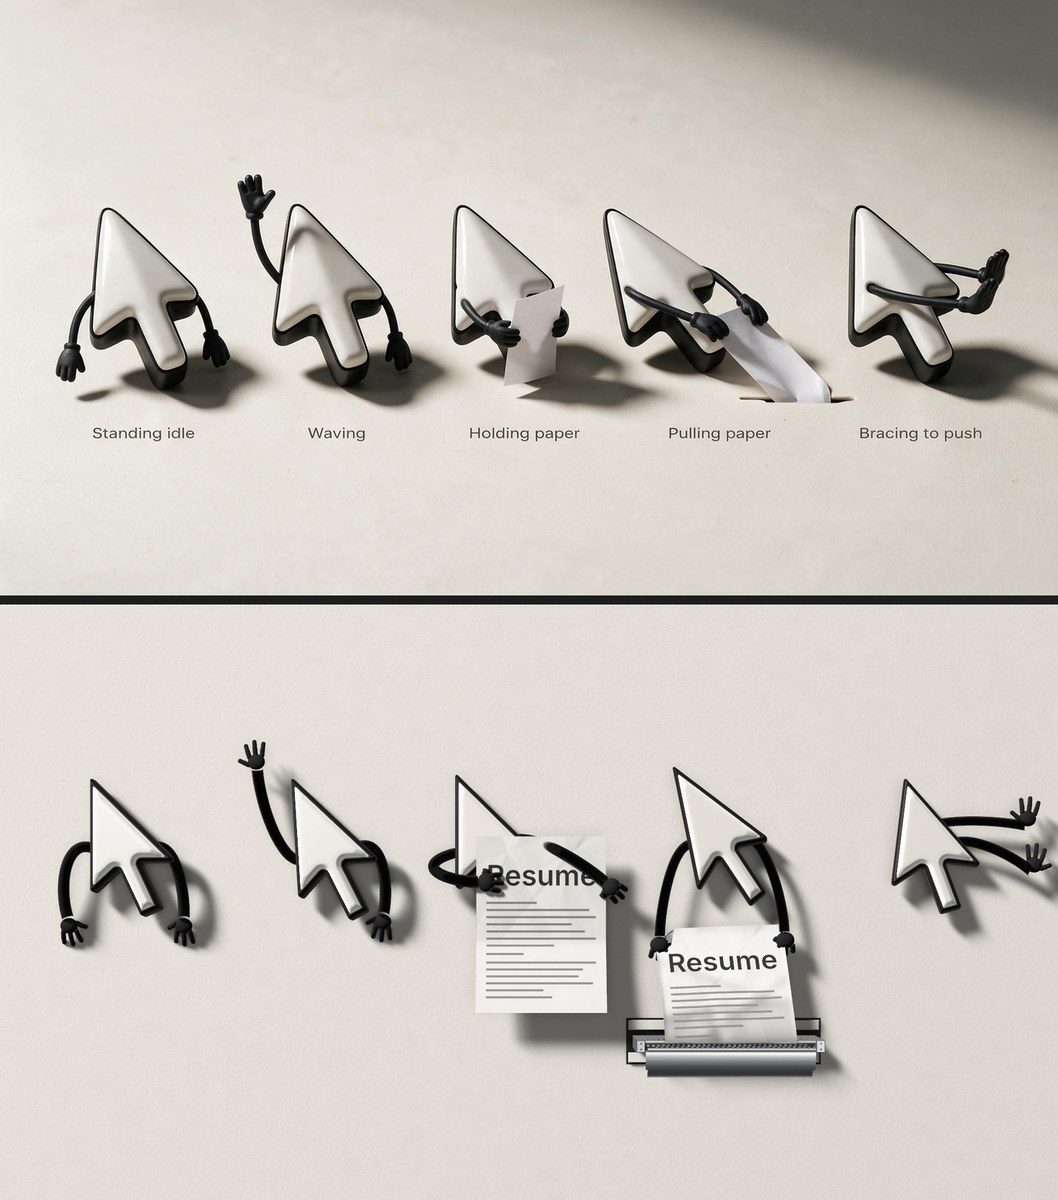 Standing idle
Waving
Holding paper
Pulling paper
Bracing to push
Resume
Resume